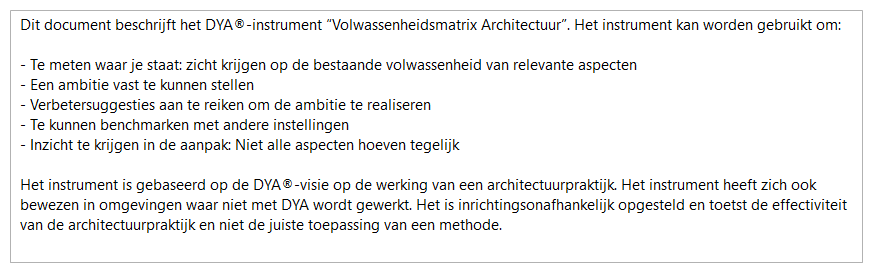 Dit document beschrijft het DYA®-instrument “Volwassenheidsmatrix Architectuur”. Het instrument kan worden gebruikt om:
- Te meten waar je staat: zicht krijgen op de bestaande volwassenheid van relevante aspecten
- Een ambitie vast te kunnen stellen
- Verbetersuggesties aan te reiken om de ambitie te realiseren
- Te kunnen benchmarken met andere instellingen
- Inzicht te krijgen in de aanpak: Niet alle aspecten hoeven tegelijk
Het instrument is gebaseerd op de DYA®-visie op de werking van een architectuurpraktijk. Het instrument heeft zich ook
bewezen in omgevingen waar niet met DYA wordt gewerkt. Het is inrichtingsonafhankelijk opgesteld en toetst de effectiviteit
van de architectuurpraktijk en niet de juiste toepassing van een methode.